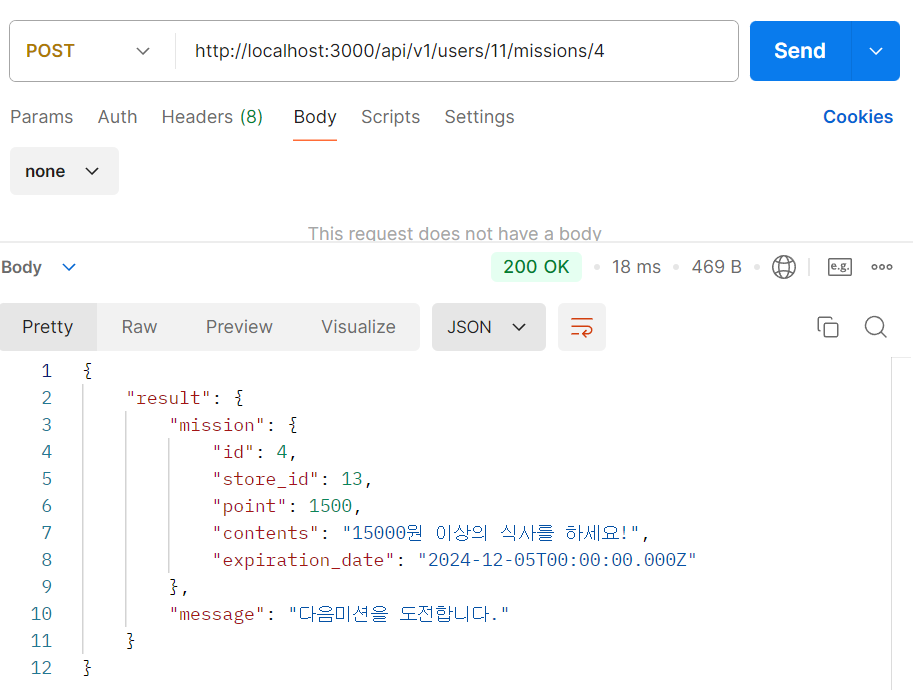 POST http://localhost:3000/api/v1/users/11/missions/4 Send
Params Auth Headers (8) Body Scripts Settings Cookies
none
This request does not have a body
Body 200 OK 18 ms 469 B e.g.
Pretty Raw Preview Visualize JSON
1 {
2 "result": {
3 "mission": {
4 "id": 4,
5 "store_id": 13,
6 "point": 1500,
7 "contents": "15000원 이상의 식사를 하세요!",
8 "expiration_date": "2024-12-05T00:00:00.000Z"
9 },
10 "message": "다음미션을 도전합니다."
11 }
12 }